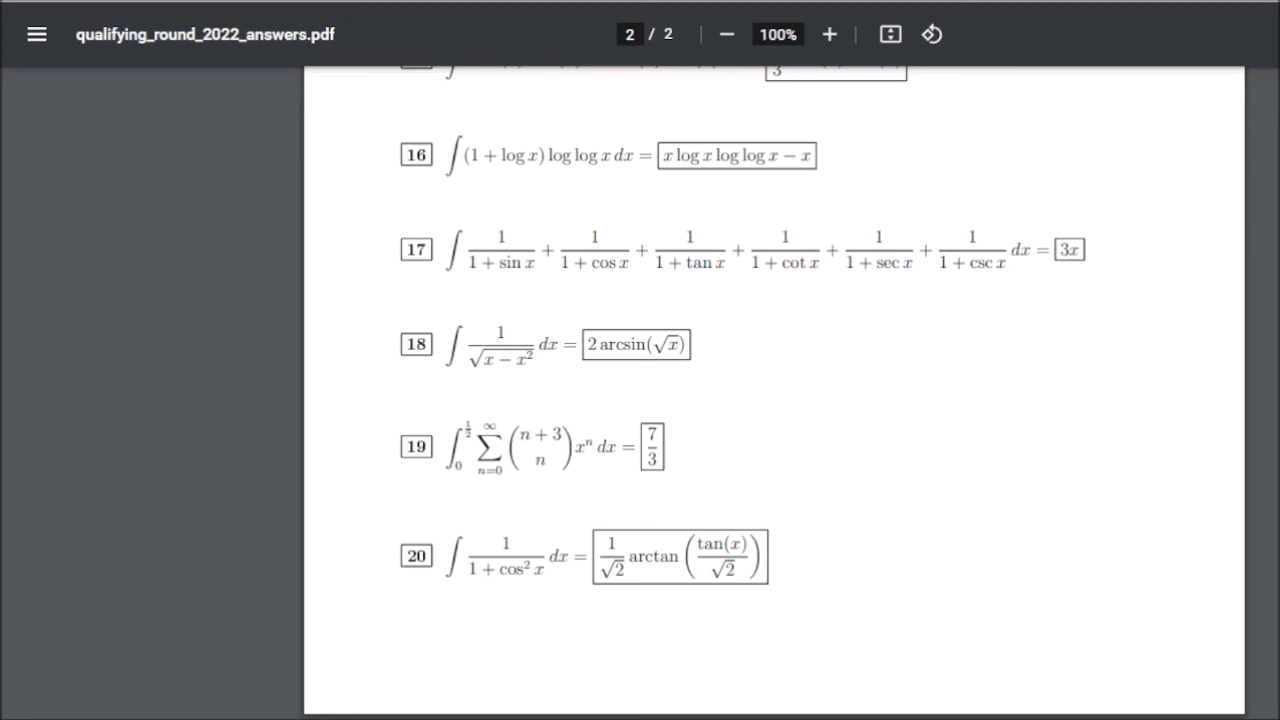 qualifying_round_2022_answers.pdf 2 / 2 100%
3
16 ∫ (1 + log x) log log x dx = x log x log log x − x
17 ∫ 1/(1 + sin x) + 1/(1 + cos x) + 1/(1 + tan x) + 1/(1 + cot x) + 1/(1 + sec x) + 1/(1 + csc x) dx = 3x
18 ∫ 1/√(x − x²) dx = 2 arcsin(√x)
19 ∫₀^{1/2} ∑_{n=0}^{∞} (n + 3 n) xⁿ dx = 7/3
20 ∫ 1/(1 + cos² x) dx = 1/√2 arctan (tan(x)/√2)